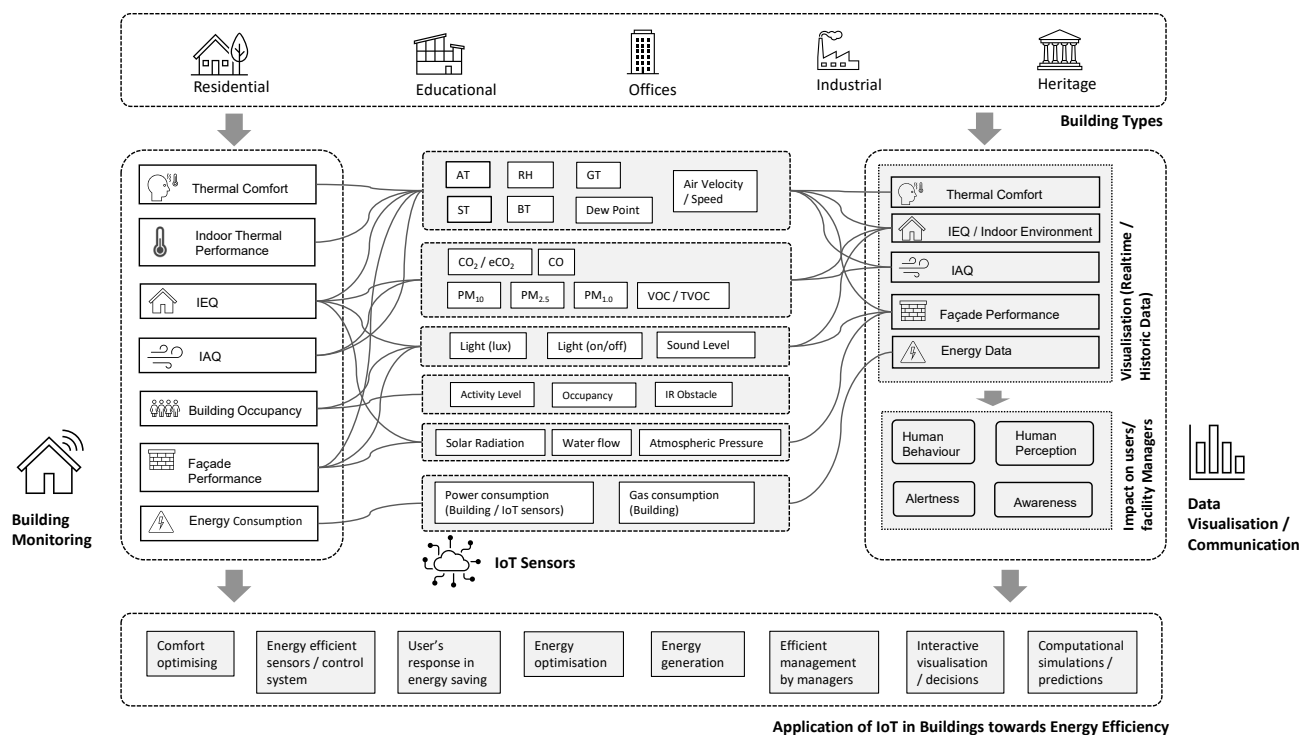 Residential
Educational
Offices
Industrial
Heritage
Building Types
Thermal Comfort
Indoor Thermal
Performance
IEQ
IAQ
Building Occupancy
Façade
Performance
Energy Consumption
Building
Monitoring
AT
RH
GT
Air Velocity
/ Speed
ST
BT
Dew Point
CO₂ / eCO₂
CO
PM₁₀
PM₂.₅
PM₁.₀
VOC / TVOC
Light (lux)
Light (on/off)
Sound Level
Activity Level
Occupancy
IR Obstacle
Solar Radiation
Water flow
Atmospheric Pressure
Power consumption
(Building / IoT sensors)
Gas consumption
(Building)
IoT Sensors
Thermal Comfort
IEQ / Indoor Environment
IAQ
Façade Performance
Energy Data
Visualisation (Realtime /
Historic Data)
Human
Behaviour
Human
Perception
Alertness
Awareness
Impact on users/
facility Managers
Data
Visualisation /
Communication
Comfort
optimising
Energy efficient
sensors / control
system
User's
response in
energy saving
Energy
optimisation
Energy
generation
Efficient
management
by managers
Interactive
visualisation
/ decisions
Computational
simulations /
predictions
Application of IoT in Buildings towards Energy Efficiency